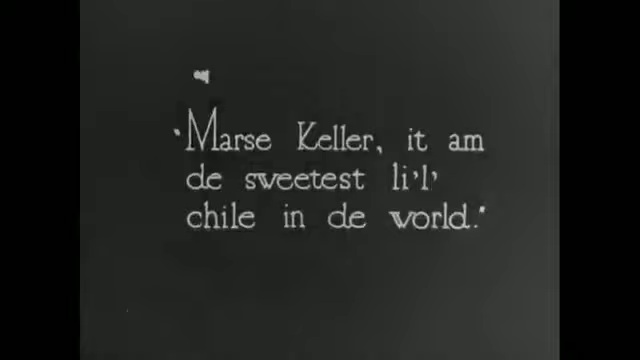 "Marse Keller, it am
de sweetest li'l'
chile in de world."